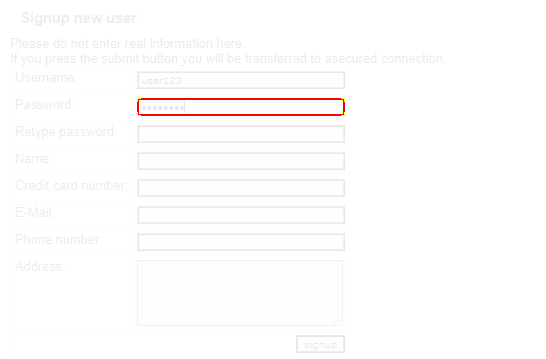 Signup new user
Please do not enter real information here.
If you press the submit button you will be transferred to asecured connection.
Username: user123
Password: ••••••••
Retype password:
Name:
Credit card number:
E-Mail:
Phone number:
Address:
signup